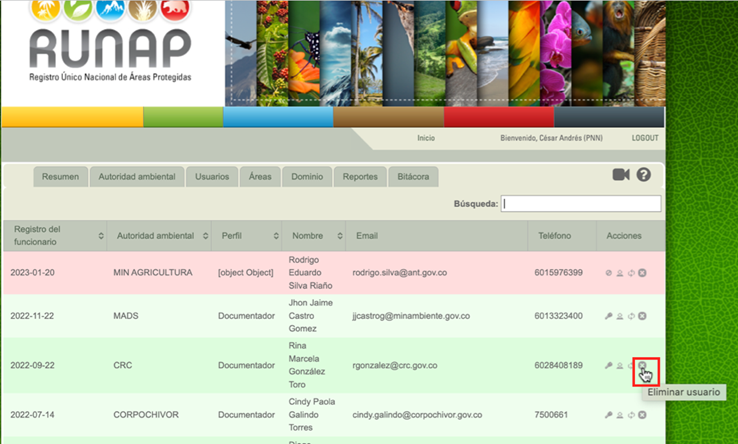 RUNAP
Registro Único Nacional de Áreas Protegidas
Inicio
Bienvenido, César Andrés (PNN)
LOGOUT
Resumen
Autoridad ambiental
Usuarios
Áreas
Dominio
Reportes
Bitácora
?
Búsqueda:
Registro del
funcionario
Autoridad ambiental
Perfil
Nombre
Email
Teléfono
Acciones
2023-01-20
MIN AGRICULTURA
[object Object]
Rodrigo
Eduardo
Silva Riaño
rodrigo.silva@ant.gov.co
6015976399
2022-11-22
MADS
Documentador
Jhon Jaime
Castro
Gomez
jjcastrog@minambiente.gov.co
6013323400
2022-09-22
CRC
Documentador
Rina
Marcela
González
Toro
rgonzalez@crc.gov.co
6028408189
Eliminar usuario
2022-07-14
CORPOCHIVOR
Documentador
Cindy Paola
Galindo
Torres
cindy.galindo@corpochivor.gov.co
7500661